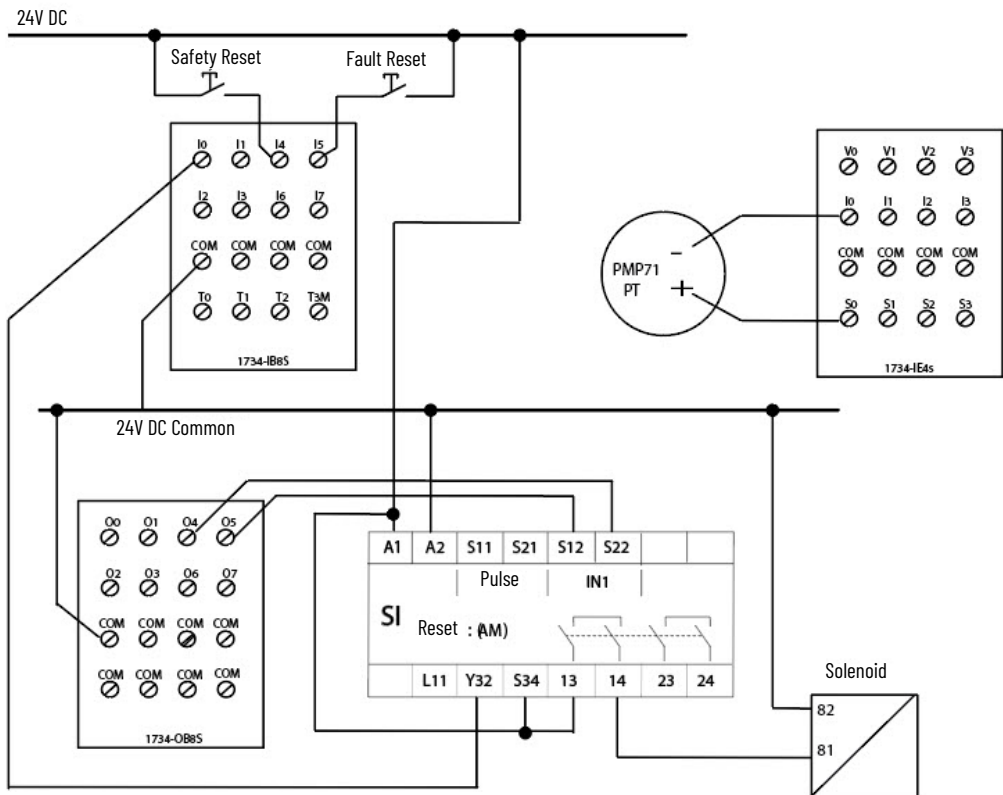 24V DC
Safety Reset
Fault Reset
I0 I1 I4 I5
I2 I3 I6 I7
COM COM COM COM
T0 T1 T2 T3M
1734-IB8S
PMP71
PT
-
+
V0 V1 V2 V3
I0 I1 I2 I3
COM COM COM COM
S0 S1 S2 S3
1734-IE4s
24V DC Common
O0 O1 O4 O5
O2 O3 O6 O7
COM COM COM COM
COM COM COM COM
1734-OB8S
A1 A2 S11 S21 S12 S22
Pulse IN1
SI
Reset : (AM)
L11 Y32 S34 13 14 23 24
Solenoid
82
81